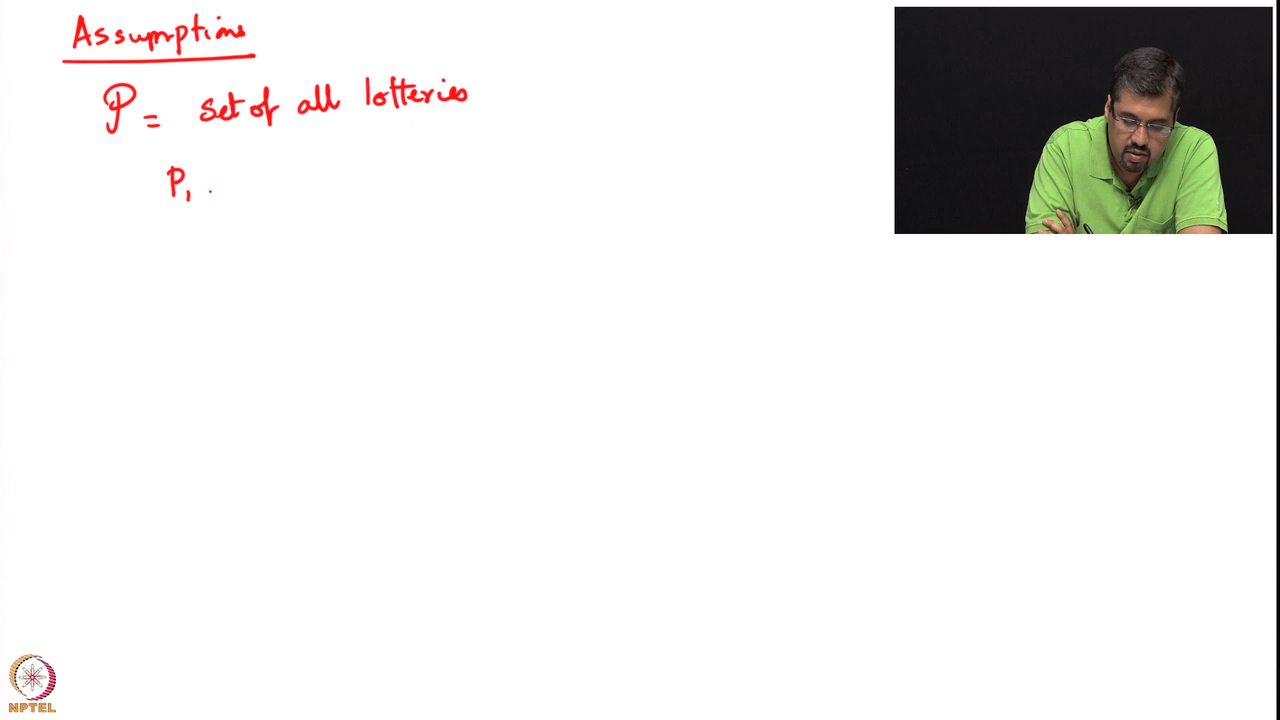 Assumptions
𝒫 = set of all lotteries
P₁ .
NPTEL